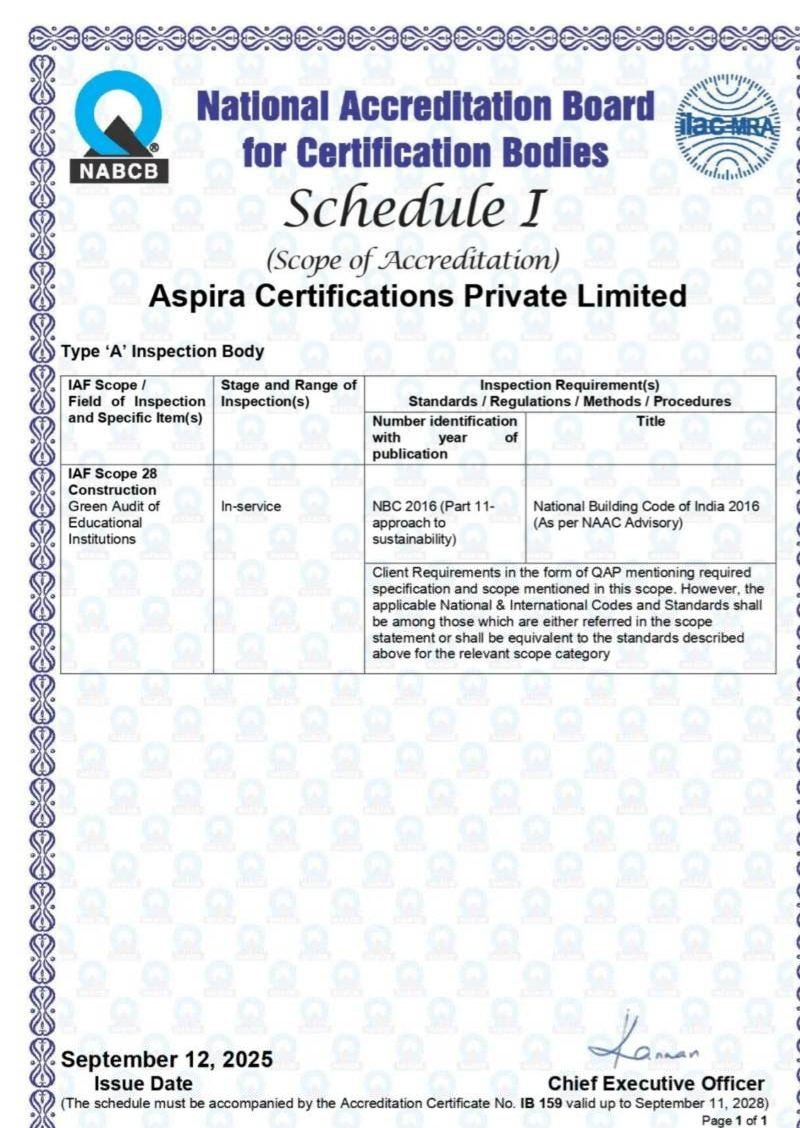 National Accreditation Board
for Certification Bodies
NABCB
®
ilac-MRA
Schedule I
(Scope of Accreditation)
Aspira Certifications Private Limited
Type ‘A’ Inspection Body
IAF Scope /
Field of Inspection
and Specific Item(s)
Stage and Range of
Inspection(s)
Inspection Requirement(s)
Standards / Regulations / Methods / Procedures
Number identification
with year of
publication
Title
IAF Scope 28
Construction
Green Audit of
Educational
Institutions
In-service
NBC 2016 (Part 11-
approach to
sustainability)
National Building Code of India 2016
(As per NAAC Advisory)
Client Requirements in the form of QAP mentioning required
specification and scope mentioned in this scope. However, the
applicable National & International Codes and Standards shall
be among those which are either referred in the scope
statement or shall be equivalent to the standards described
above for the relevant scope category
Kannan
September 12, 2025
Issue Date
Chief Executive Officer
(The schedule must be accompanied by the Accreditation Certificate No. IB 159 valid up to September 11, 2028)
Page 1 of 1